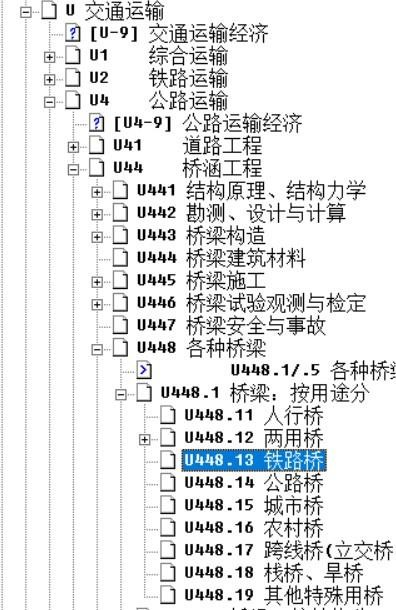 U 交通运输
[U-9] 交通运输经济
U1 综合运输
U2 铁路运输
U4 公路运输
[U4-9] 公路运输经济
U41 道路工程
U44 桥涵工程
U441 结构原理、结构力学
U442 勘测、设计与计算
U443 桥梁构造
U444 桥梁建筑材料
U445 桥梁施工
U446 桥梁试验观测与检定
U447 桥梁安全与事故
U448 各种桥梁
U448.1/.5 各种桥
U448.1 桥梁：按用途分
U448.11 人行桥
U448.12 两用桥
U448.13 铁路桥
U448.14 公路桥
U448.15 城市桥
U448.16 农村桥
U448.17 跨线桥(立交桥
U448.18 栈桥、旱桥
U448.19 其他特殊用桥